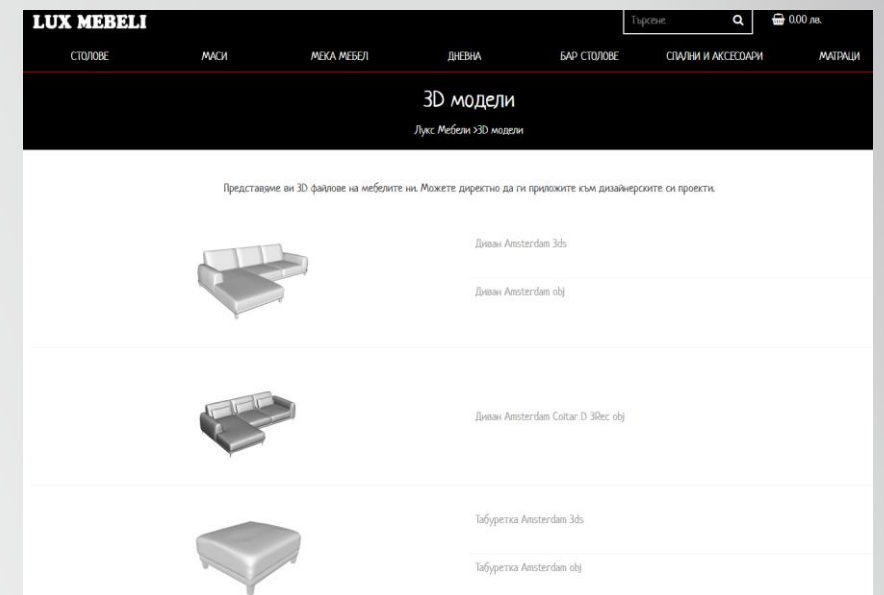 LUX MEBELI
Търсене
0.00 лв.
СТОЛОВЕ МАСИ МЕКА МЕБЕЛ ДНЕВНА БАР СТОЛОВЕ СПАЛНИ И АКСЕСОАРИ МАТРАЦИ
3D модели
Лукс Мебели >3D модели
Представяме ви 3D файлове на мебелите ни. Можете директно да ги приложите към дизайнерските си проекти.
Диван Amsterdam 3ds
Диван Amsterdam obj
Диван Amsterdam Coitar D 3Rec obj
Табуретка Amsterdam 3ds
Табуретка Amsterdam obj